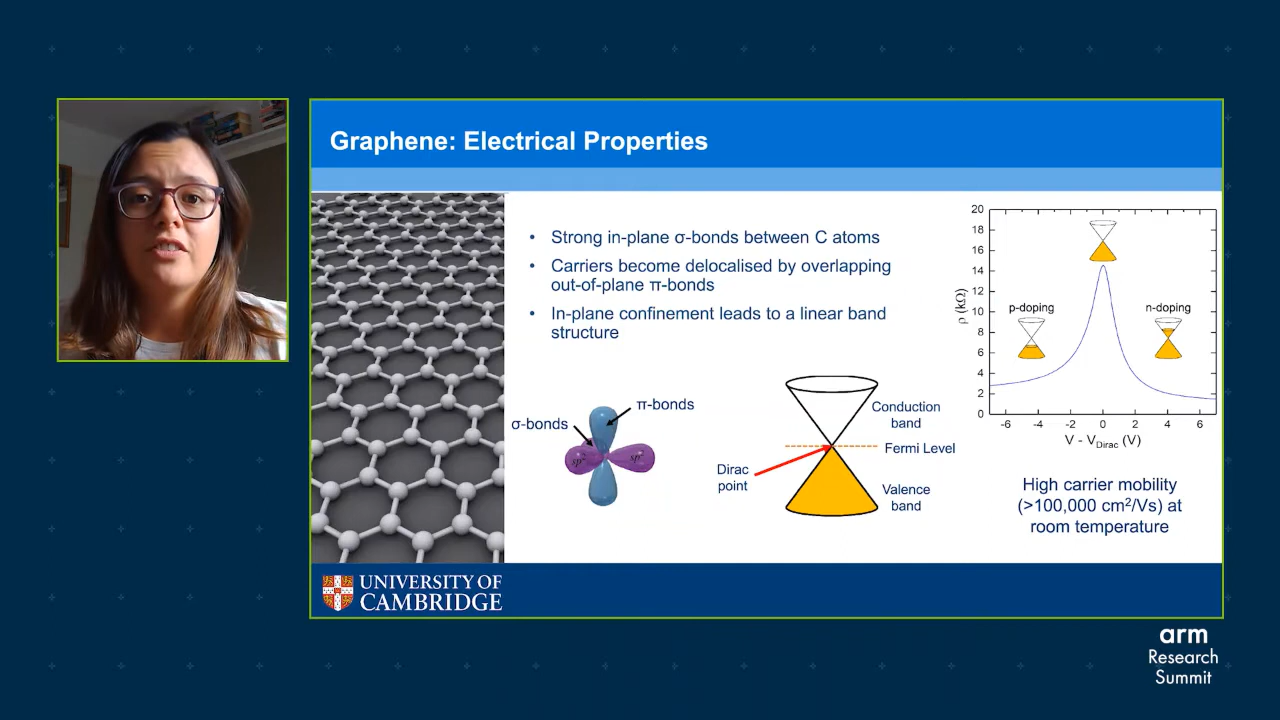 Graphene: Electrical Properties
• Strong in-plane σ-bonds between C atoms
• Carriers become delocalised by overlapping
out-of-plane π-bonds
• In-plane confinement leads to a linear band
structure
π-bonds
σ-bonds
sp²
sp²
Conduction
band
Fermi Level
Dirac
point
Valence
band
20
18
16
14
12
10
8
6
4
2
0
ρ (kΩ)
p-doping
n-doping
-6 -4 -2 0 2 4 6
V - VDirac (V)
High carrier mobility
(>100,000 cm²/Vs) at
room temperature
UNIVERSITY OF
CAMBRIDGE
arm
Research
Summit